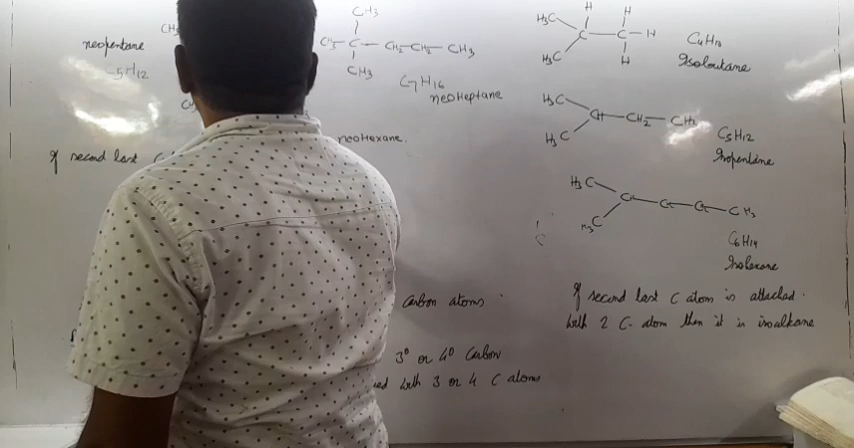 neopentane
C5H12
CH3
C — CH2 — CH2 — CH3
CH3
C7H16
neoHeptane
neoHexane.
If second last C
Carbon atoms
3° or 4° Carbon
with 3 or 4 C atoms
H
H
H3C
C — C — H
H3C
H
C4H10
Isobutane
H3C
CH — CH2 — CH3
H3C
C5H12
Isopentane
H3C
CH3
H3C
C6H14
Isohexane
If second last C atom is attached
with 2 C- atom then it is isoalkane